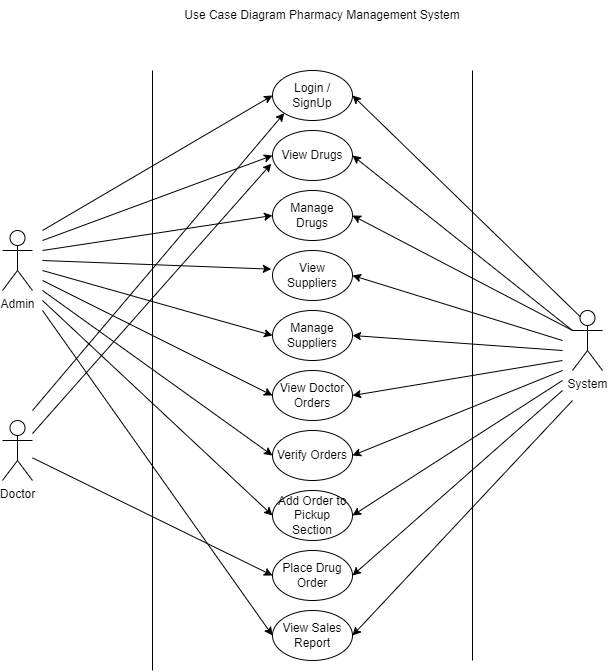 Use Case Diagram Pharmacy Management System
Login /
SignUp
View Drugs
Manage
Drugs
View
Suppliers
Manage
Suppliers
View Doctor
Orders
Verify Orders
Add Order to
Pickup
Section
Place Drug
Order
View Sales
Report
Admin
Doctor
System